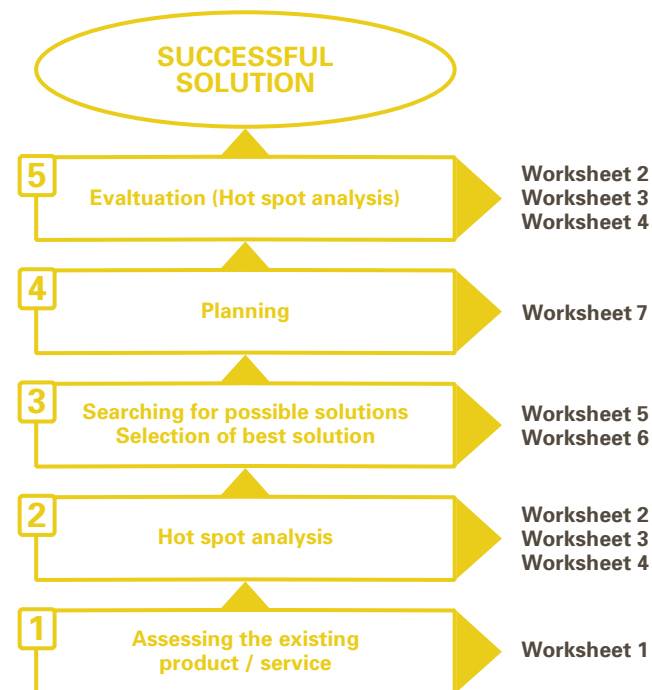 SUCCESSFUL
SOLUTION
5
Evaltuation (Hot spot analysis)
Worksheet 2
Worksheet 3
Worksheet 4
4
Planning
Worksheet 7
3
Searching for possible solutions
Selection of best solution
Worksheet 5
Worksheet 6
2
Hot spot analysis
Worksheet 2
Worksheet 3
Worksheet 4
1
Assessing the existing
product / service
Worksheet 1